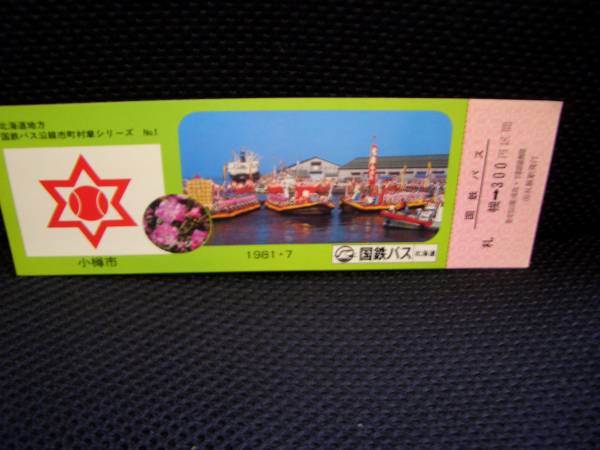 北海道地方
国鉄バス沿線市町村章シリーズ No.1
小樽市
1981・7
国鉄バス 北海道
国鉄バス
札幌→300円区間